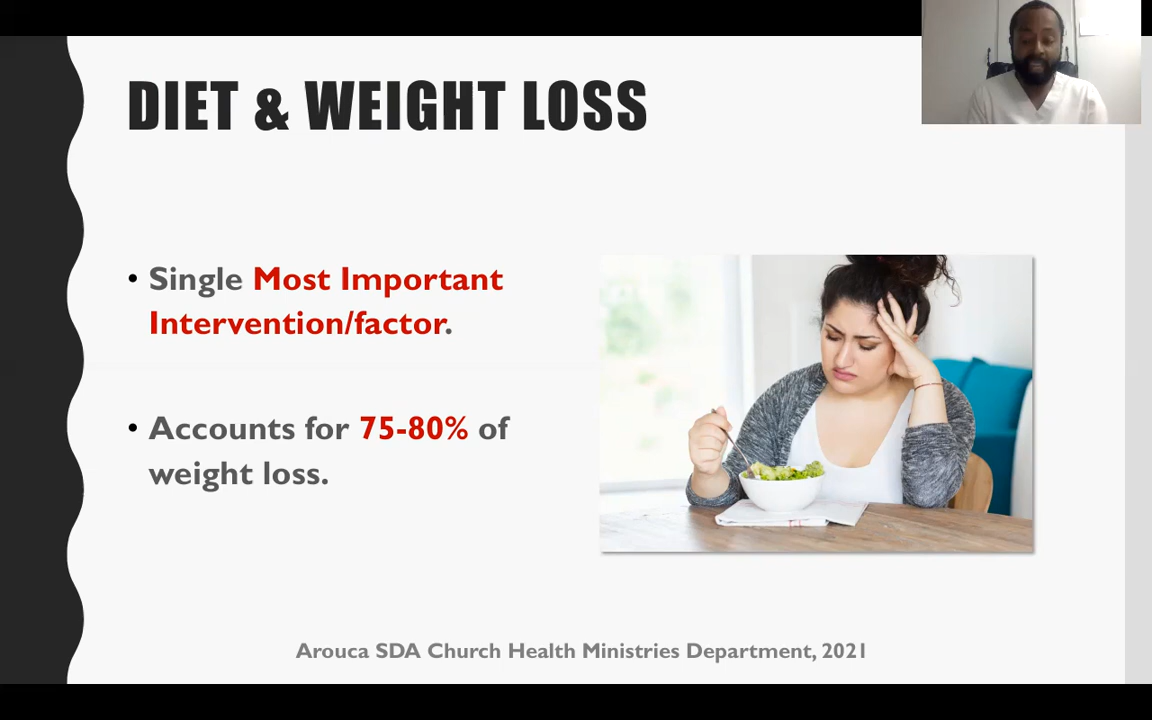 DIET & WEIGHT LOSS
• Single Most Important
Intervention/factor.
• Accounts for 75-80% of
weight loss.
Arouca SDA Church Health Ministries Department, 2021